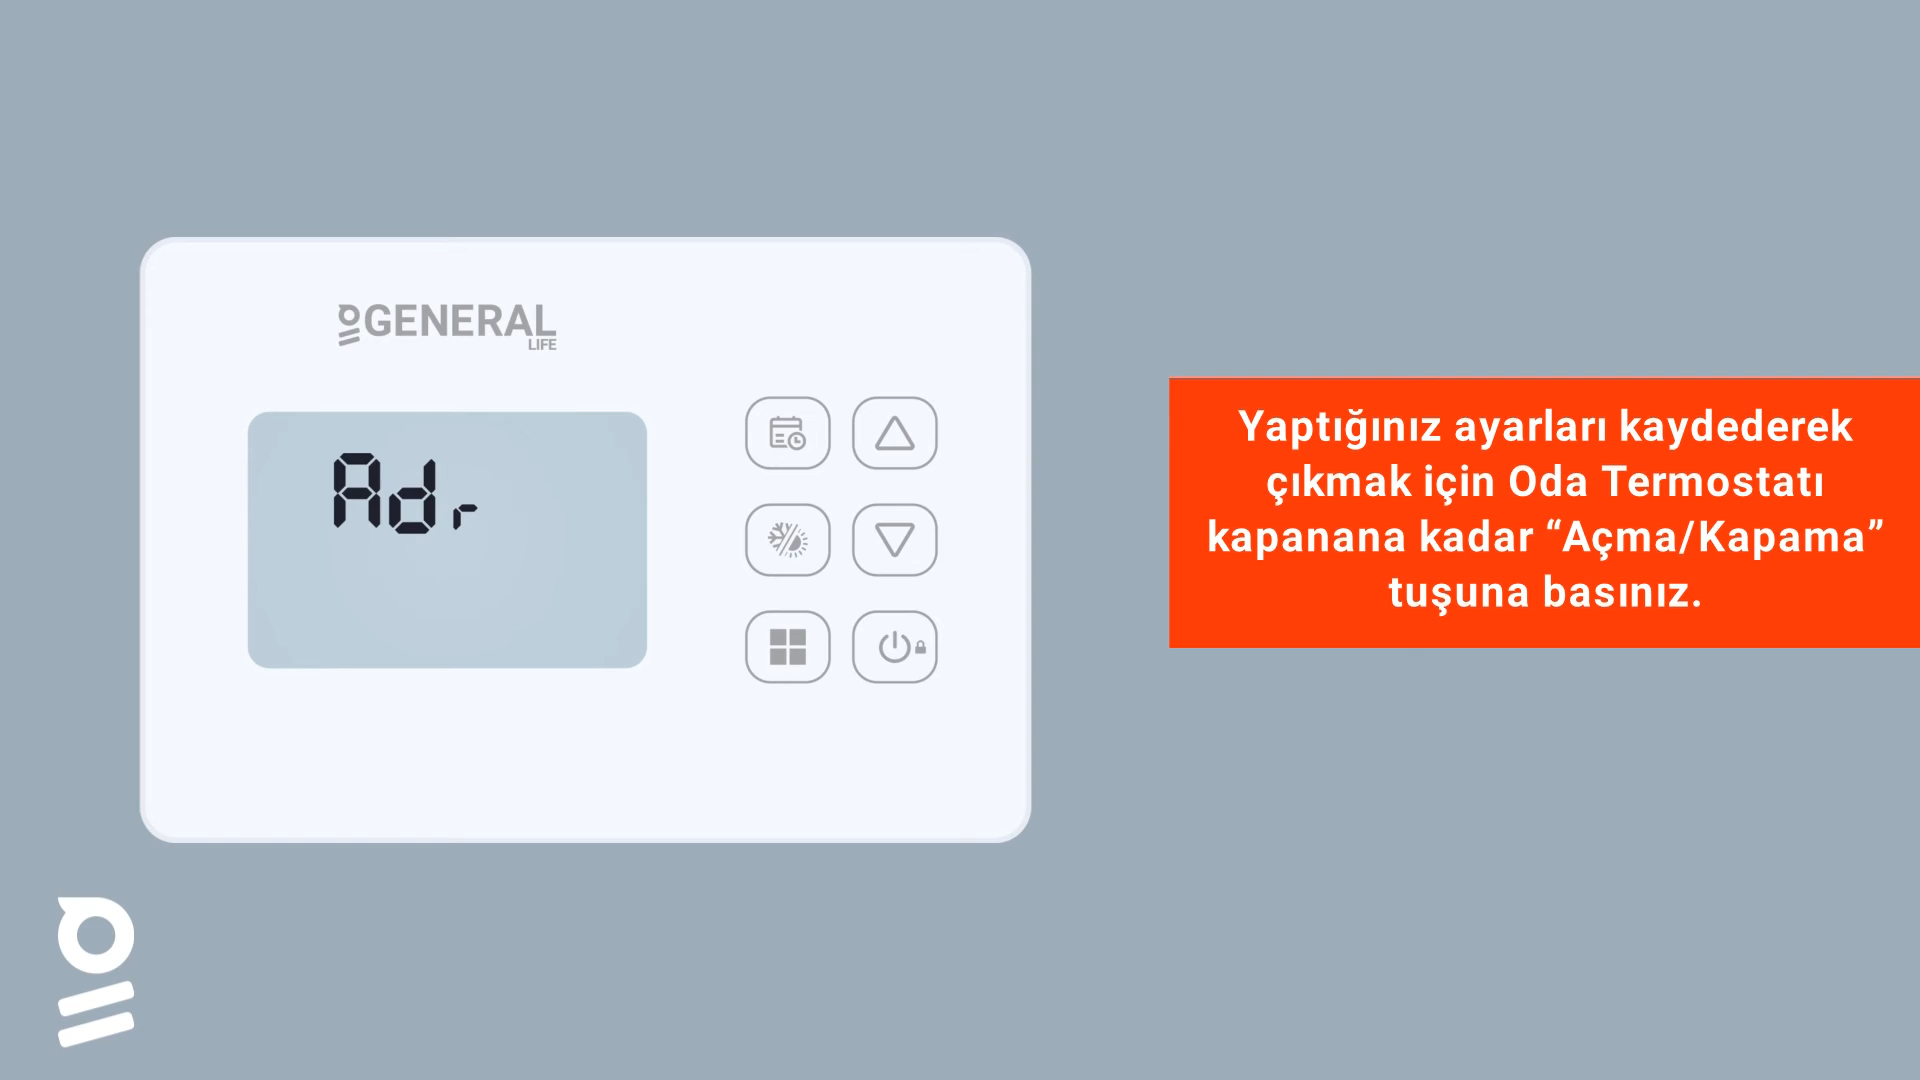 GENERAL
LIFE
Adr
Yaptığınız ayarları kaydederek
çıkmak için Oda Termostatı
kapanana kadar “Açma/Kapama”
tuşuna basınız.